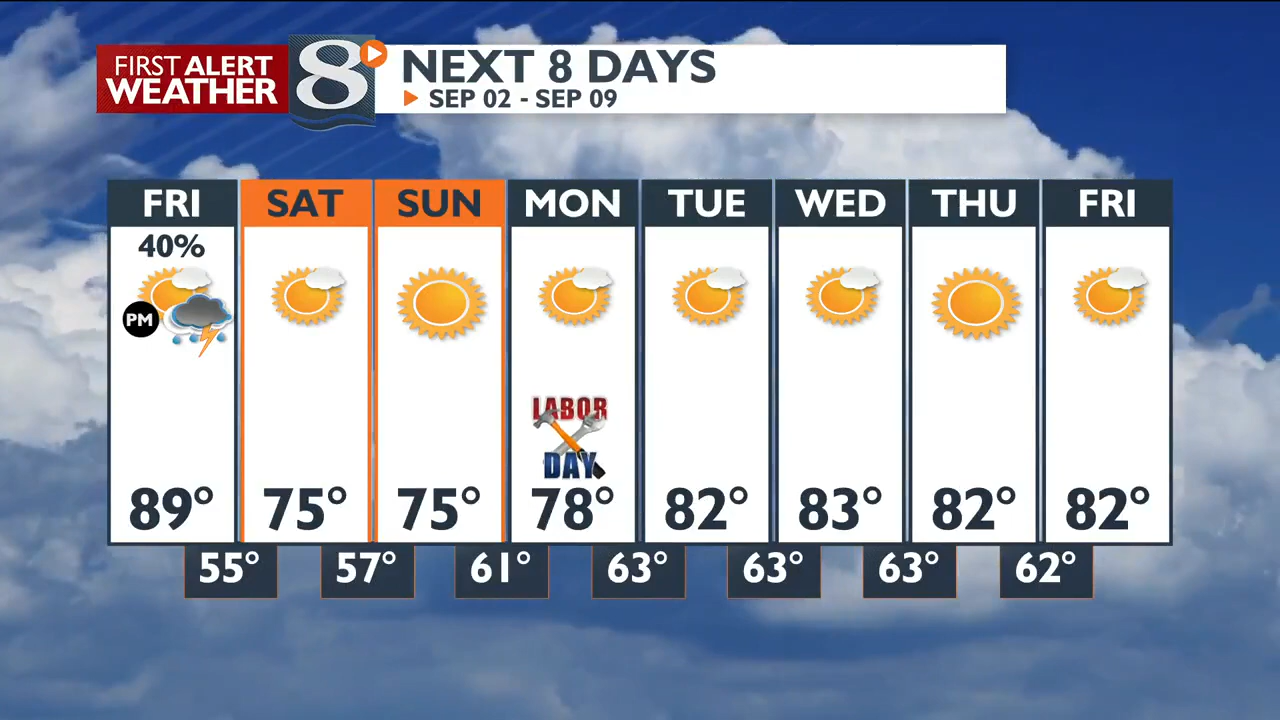 FIRST ALERT
WEATHER
8
NEXT 8 DAYS
SEP 02 - SEP 09
FRI SAT SUN MON TUE WED THU FRI
40%
PM
LABOR
DAY
89° 75° 75° 78° 82° 83° 82° 82°
55° 57° 61° 63° 63° 63° 62°